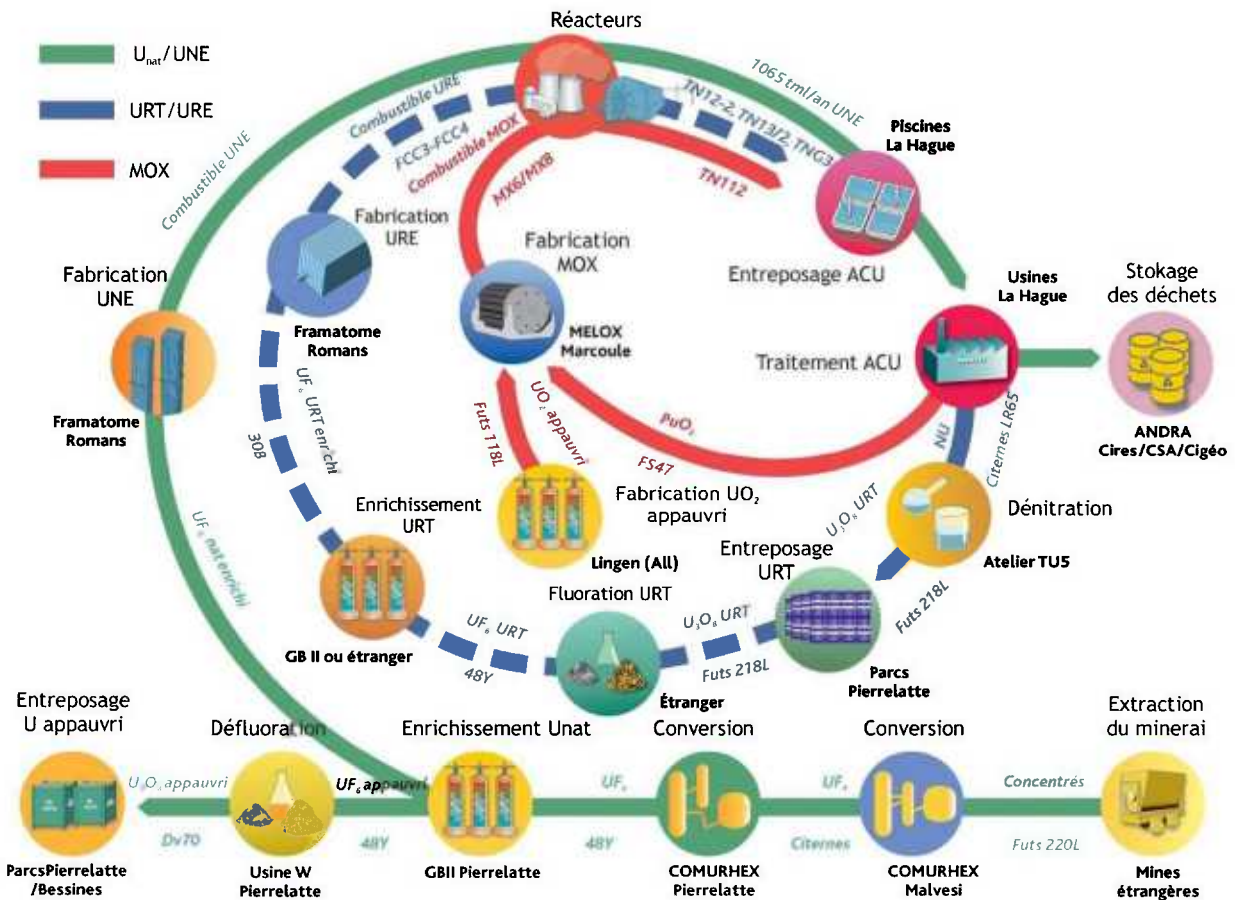 Réacteurs
Unat/UNE
URT/URE
MOX
Combustible UNE
Combustible URE
FCC3-FCC4
Combustible MOX
MX6/MX8
1065 tml/an UNE
TN12-2, TN13/2, TNG3
TN112
Piscines
La Hague
Entreposage ACU
Fabrication
URE
Framatome
Romans
Fabrication
MOX
MELOX
Marcoule
Fabrication
UNE
Framatome
Romans
Usines
La Hague
Traitement ACU
Stokage
des déchets
ANDRA
Cires/CSA/Cigéo
UF6 URT enrichi
30B
Futs 118L
UO2 appauvri
PuO2
FS47
NU
Citernes LR65
Fabrication UO2
appauvri
Lingen (All)
Dénitration
Atelier TU5
U3O8 URT
Futs 218L
Enrichissement
URT
GB II ou étranger
Entreposage
URT
Parcs
Pierrelatte
Fluoration URT
Étranger
U3O8 URT
Futs 218L
UF6 URT
48Y
UF6 nat enrichi
Entreposage
U appauvri
ParcsPierrelatte
/Bessines
U3O8 appauvri
Dv70
Défluoration
Usine W
Pierrelatte
UF6 appauvri
48Y
Enrichissement Unat
GBII Pierrelatte
UF6
48Y
Conversion
COMURHEX
Pierrelatte
UF4
Citernes
Conversion
COMURHEX
Malvesi
Concentrés
Futs 220L
Extraction
du minerai
Mines
étrangères